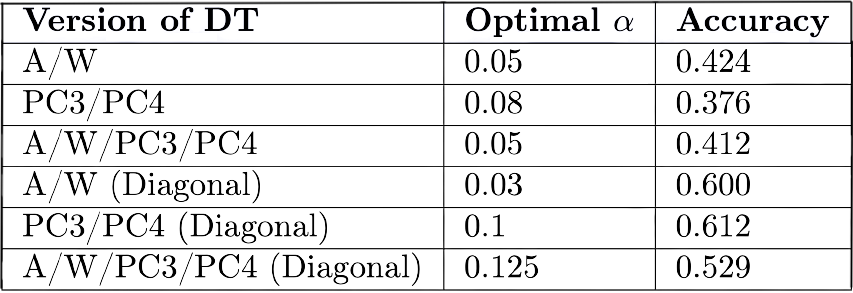 Version of DT Optimal α Accuracy
A/W 0.05 0.424
PC3/PC4 0.08 0.376
A/W/PC3/PC4 0.05 0.412
A/W (Diagonal) 0.03 0.600
PC3/PC4 (Diagonal) 0.1 0.612
A/W/PC3/PC4 (Diagonal) 0.125 0.529